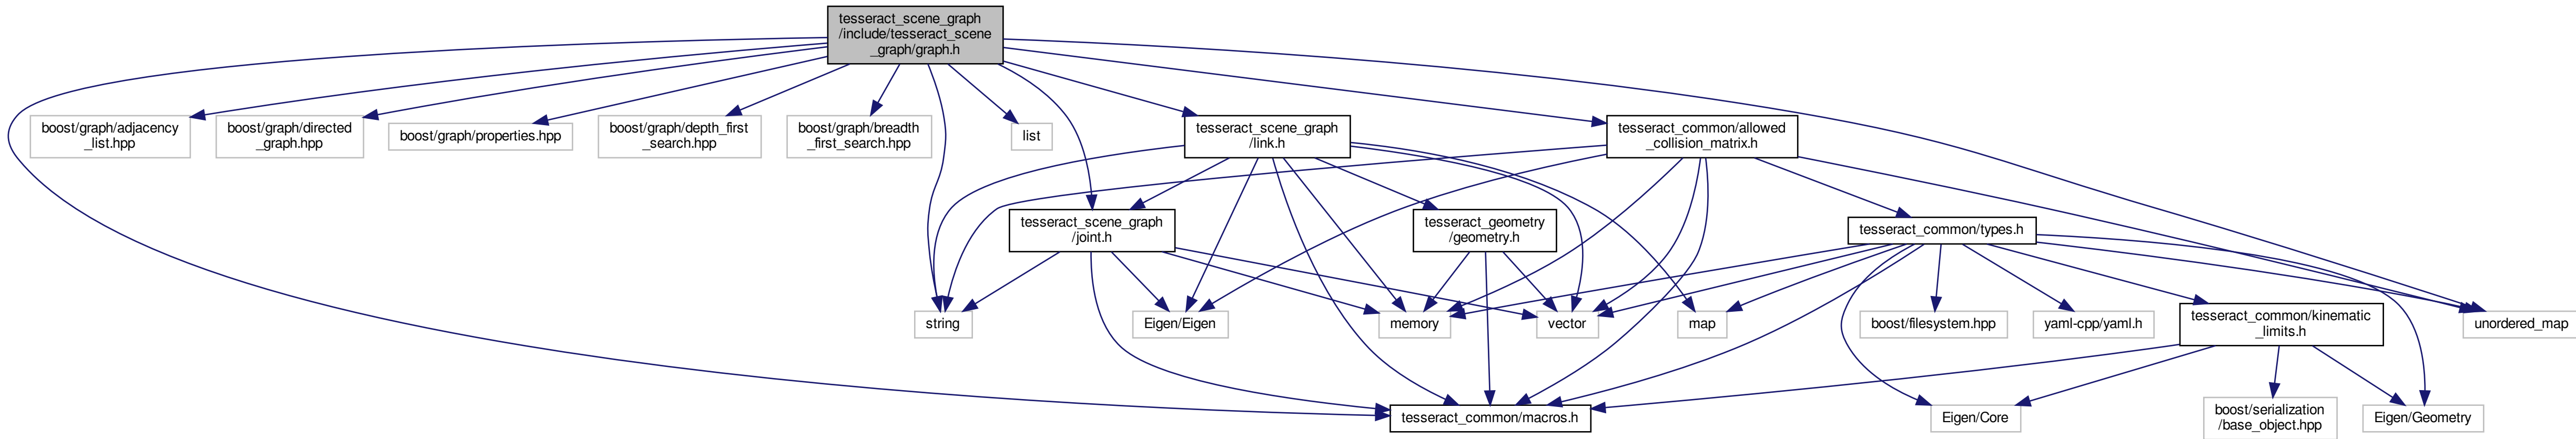 tesseract_scene_graph
/include/tesseract_scene
_graph/graph.h
boost/graph/adjacency
_list.hpp
boost/graph/directed
_graph.hpp
boost/graph/properties.hpp
boost/graph/depth_first
_search.hpp
boost/graph/breadth
_first_search.hpp
list
tesseract_scene_graph
/link.h
tesseract_common/allowed
_collision_matrix.h
tesseract_scene_graph
/joint.h
tesseract_geometry
/geometry.h
tesseract_common/types.h
string
Eigen/Eigen
memory
vector
map
boost/filesystem.hpp
yaml-cpp/yaml.h
tesseract_common/kinematic
_limits.h
unordered_map
tesseract_common/macros.h
Eigen/Core
boost/serialization
/base_object.hpp
Eigen/Geometry